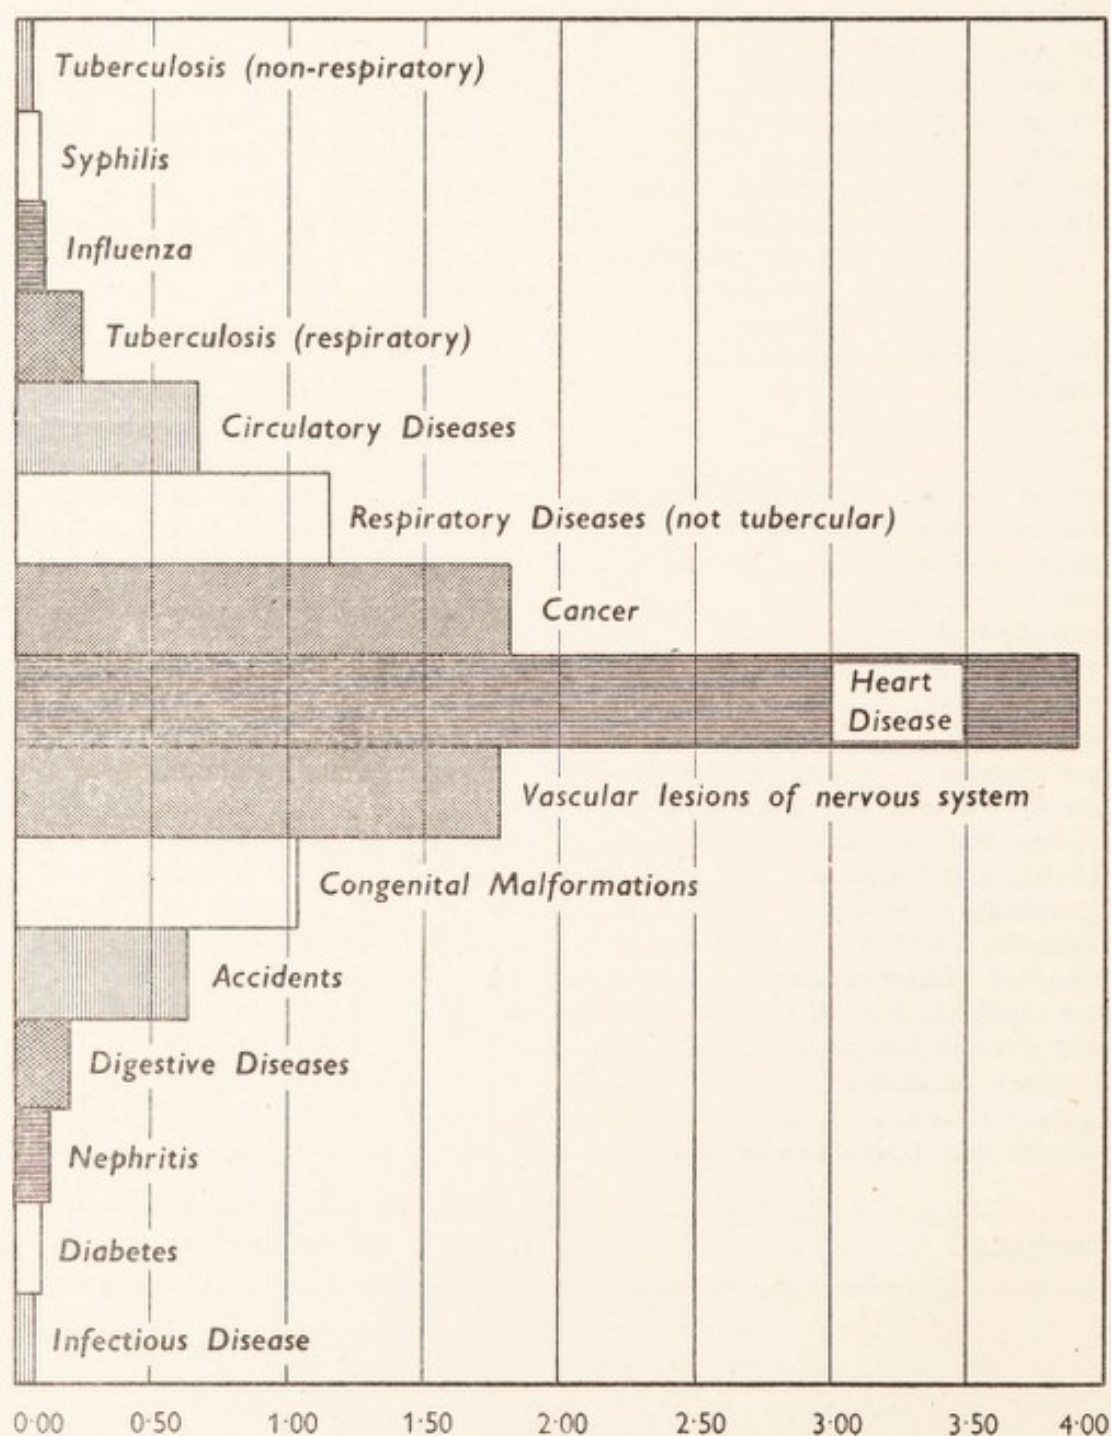 Tuberculosis (non-respiratory)
Syphilis
Influenza
Tuberculosis (respiratory)
Circulatory Diseases
Respiratory Diseases (not tubercular)
Cancer
Heart
Disease
Vascular lesions of nervous system
Congenital Malformations
Accidents
Digestive Diseases
Nephritis
Diabetes
Infectious Disease
0·00 0·50 1·00 1·50 2·00 2·50 3·00 3·50 4·00